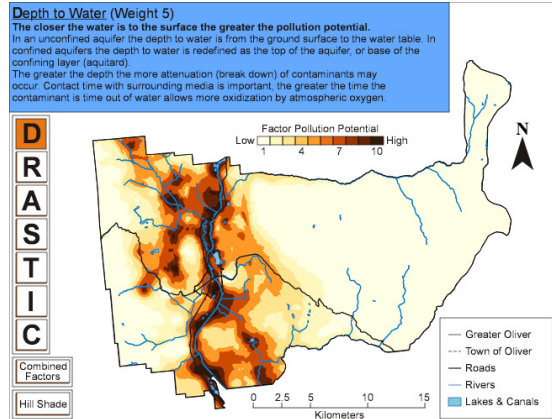 Depth to Water (Weight 5)
The closer the water is to the surface the greater the pollution potential.
In an unconfined aquifer the depth to water is from the ground surface to the water table. In
confined aquifers the depth to water is redefined as the top of the aquifer, or base of the
confining layer (aquitard).
The greater the depth the more attenuation (break down) of contaminants may
occur. Contact time with surrounding media is important, the greater the time the
contaminant is time out of water allows more oxidization by atmospheric oxygen.
D
R
A
S
T
I
C
Combined
Factors
Hill Shade
Factor Pollution Potential
Low High
1 4 7 10
N
Greater Oliver
Town of Oliver
Roads
Rivers
Lakes & Canals
0 2.5 5 10 15
Kilometers